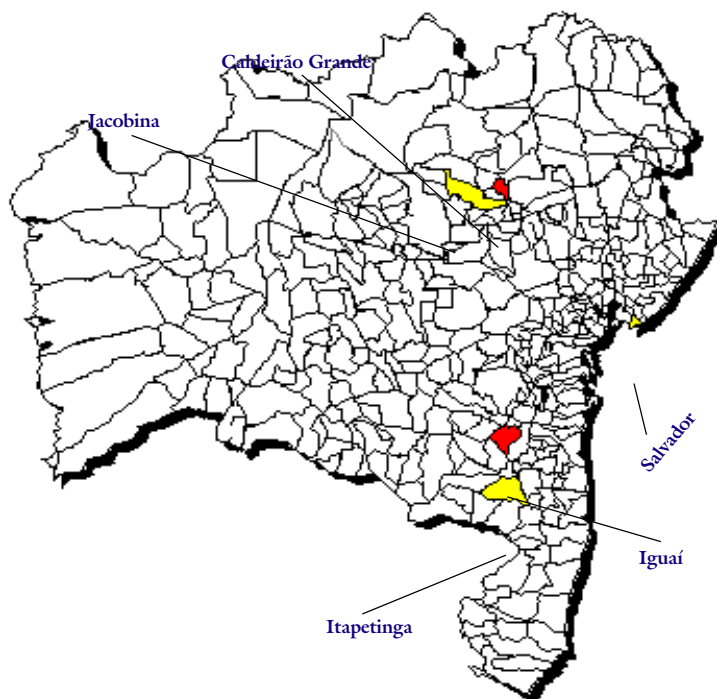 Caldeirão Grande
Jacobina
Salvador
Iguaí
Itapetinga